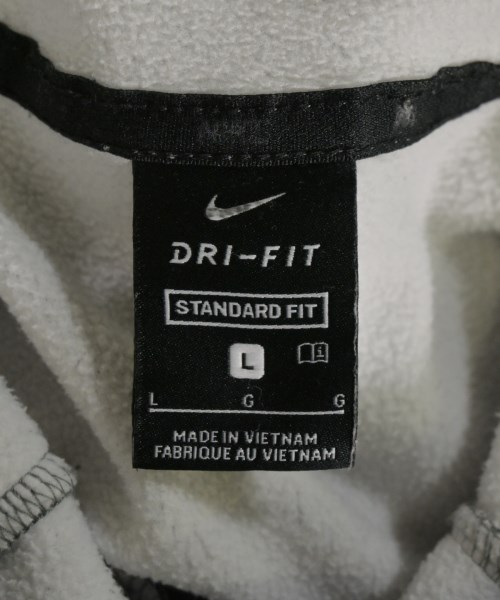 DRI-FIT
STANDARD FIT
L
L G G
MADE IN VIETNAM
FABRIQUE AU VIETNAM